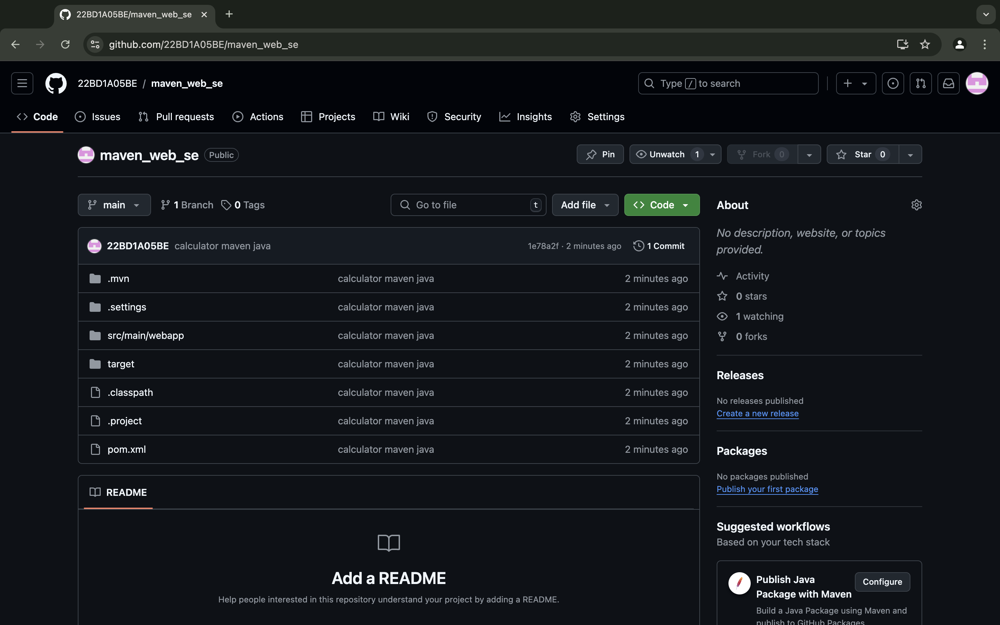 22BD1A05BE/maven_web_se
github.com/22BD1A05BE/maven_web_se
22BD1A05BE / maven_web_se
Type / to search
Code Issues Pull requests Actions Projects Wiki Security Insights Settings
maven_web_se Public
Pin Unwatch 1 Fork 0 Star 0
main 1 Branch 0 Tags
Go to file t Add file Code
22BD1A05BE calculator maven java 1e78a2f · 2 minutes ago 1 Commit
.mvn calculator maven java 2 minutes ago
.settings calculator maven java 2 minutes ago
src/main/webapp calculator maven java 2 minutes ago
target calculator maven java 2 minutes ago
.classpath calculator maven java 2 minutes ago
.project calculator maven java 2 minutes ago
pom.xml calculator maven java 2 minutes ago
README
Add a README
Help people interested in this repository understand your project by adding a README.
About
No description, website, or topics
provided.
Activity
0 stars
1 watching
0 forks
Releases
No releases published
Create a new release
Packages
No packages published
Publish your first package
Suggested workflows
Based on your tech stack
Publish Java
Package with Maven
Configure
Build a Java Package using Maven and
publish to GitHub Packages